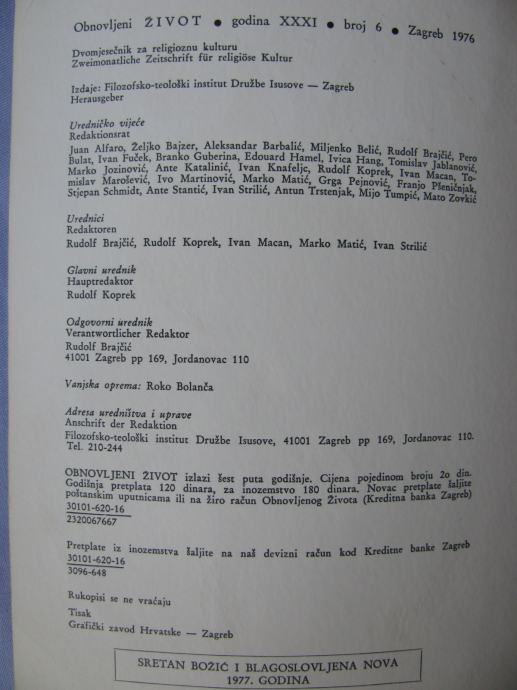 Obnovljeni ŽIVOT ● godina XXXI ● broj 6 ● Zagreb 1976
Dvomjesečnik za religioznu kulturu
Zweimonatliche Zeitschrift für religiöse Kultur
Izdaje: Filozofsko-teološki institut Družbe Isusove — Zagreb
Herausgeber
Uredničko vijeće
Redaktionsrat
Juan Alfaro, Željko Bajzer, Aleksandar Barbalić, Miljenko Belić, Rudolf Brajčić, Pero
Bulat, Ivan Fuček, Branko Guberina, Edouard Hamel, Ivica Hang, Tomislav Jablanović,
Marko Jozinović, Ante Katalinić, Ivan Knafeljc, Rudolf Koprek, Ivan Macan, To-
mislav Marošević, Ivo Martinović, Marko Matić, Grga Pejnović, Franjo Pšeničnjak,
Stjepan Schmidt, Ante Stantić, Ivan Strilić, Antun Trstenjak, Mijo Tumpić, Mato Zovkić
Urednici
Redaktoren
Rudolf Brajčić, Rudolf Koprek, Ivan Macan, Marko Matić, Ivan Strilić
Glavni urednik
Hauptredaktor
Rudolf Koprek
Odgovorni urednik
Verantwortlicher Redaktor
Rudolf Brajčić
41001 Zagreb pp 169, Jordanovac 110
Vanjska oprema: Roko Bolanča
Adresa uredništva i uprave
Anschrift der Redaktion
Filozofsko-teološki institut Družbe Isusove, 41001 Zagreb pp 169, Jordanovac 110.
Tel. 210-244
OBNOVLJENI ŽIVOT izlazi šest puta godišnje. Cijena pojedinom broju 2o din.
Godišnja pretplata 120 dinara, za inozemstvo 180 dinara. Novac pretplate šaljite
poštanskim uputnicama ili na žiro račun Obnovljenog Života (Kreditna banka Zagreb)
30101-620-16
2320067667
Pretplate iz inozemstva šaljite na naš devizni račun kod Kreditne banke Zagreb
30101-620-16
3096-648
Rukopisi se ne vraćaju
Tisak
Grafički zavod Hrvatske — Zagreb
SRETAN BOŽIĆ I BLAGOSLOVLJENA NOVA
1977. GODINA